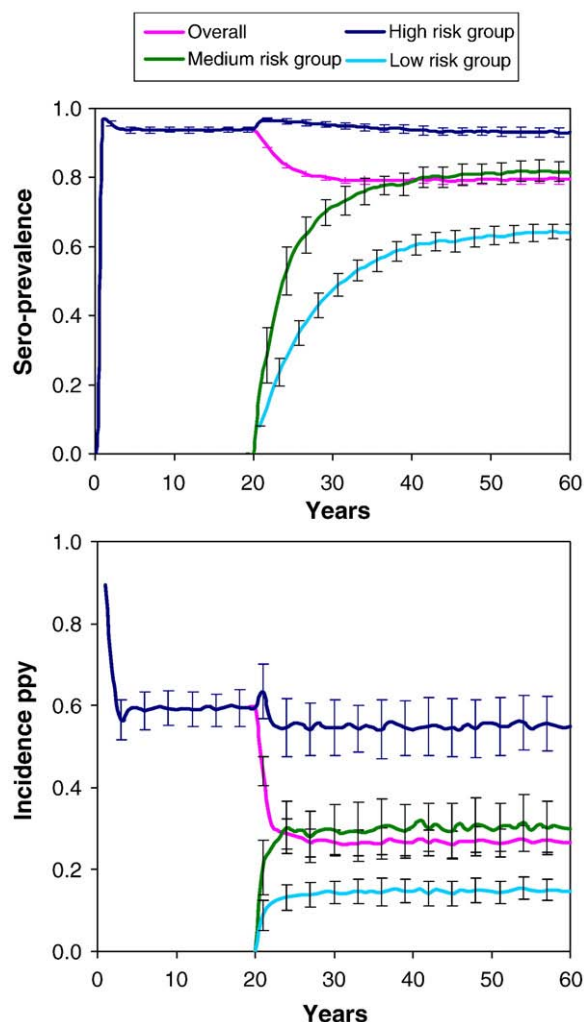 Overall
High risk group
Medium risk group
Low risk group
1.0
0.8
0.6
0.4
0.2
0.0
Sero-prevalence
0 10 20 30 40 50 60
Years
1.0
0.8
0.6
0.4
0.2
0.0
Incidence ppy
0 10 20 30 40 50 60
Years